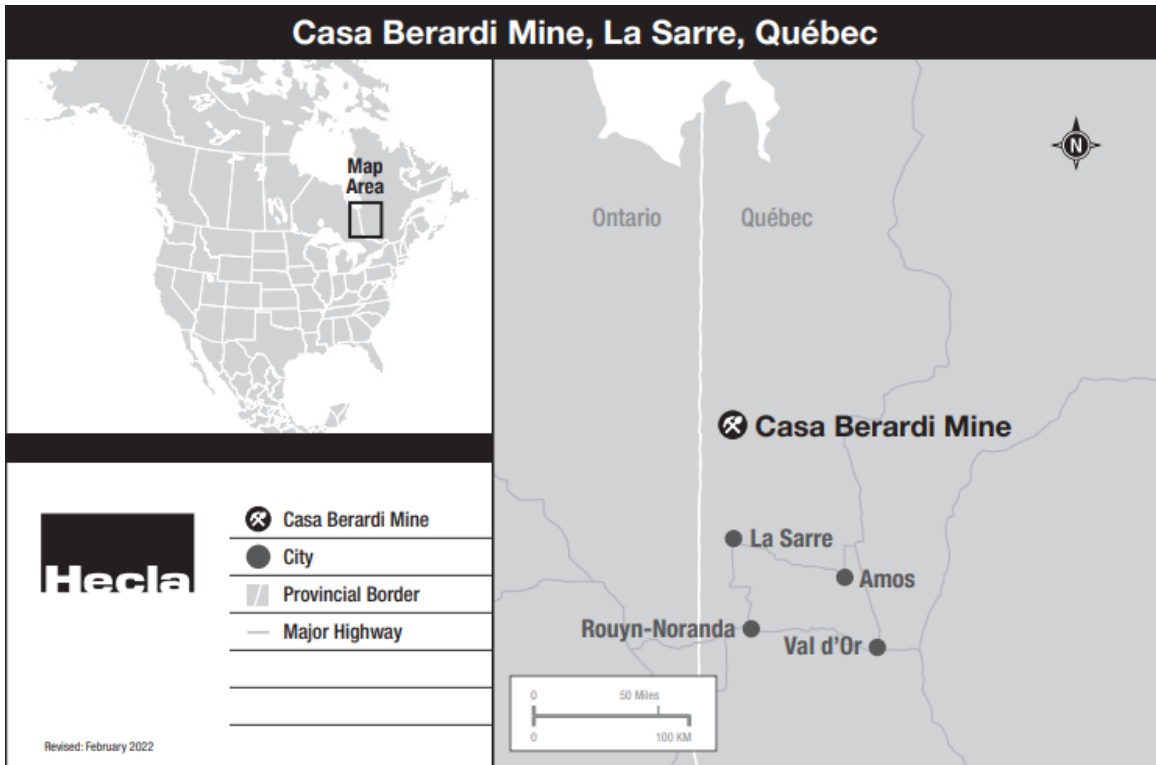 Casa Berardi Mine, La Sarre, Québec
Map
Area
Hecla
Casa Berardi Mine
City
Provincial Border
Major Highway
Revised: February 2022
N
Ontario
Québec
Casa Berardi Mine
La Sarre
Amos
Rouyn-Noranda
Val d'Or
0
50 Miles
0
100 KM